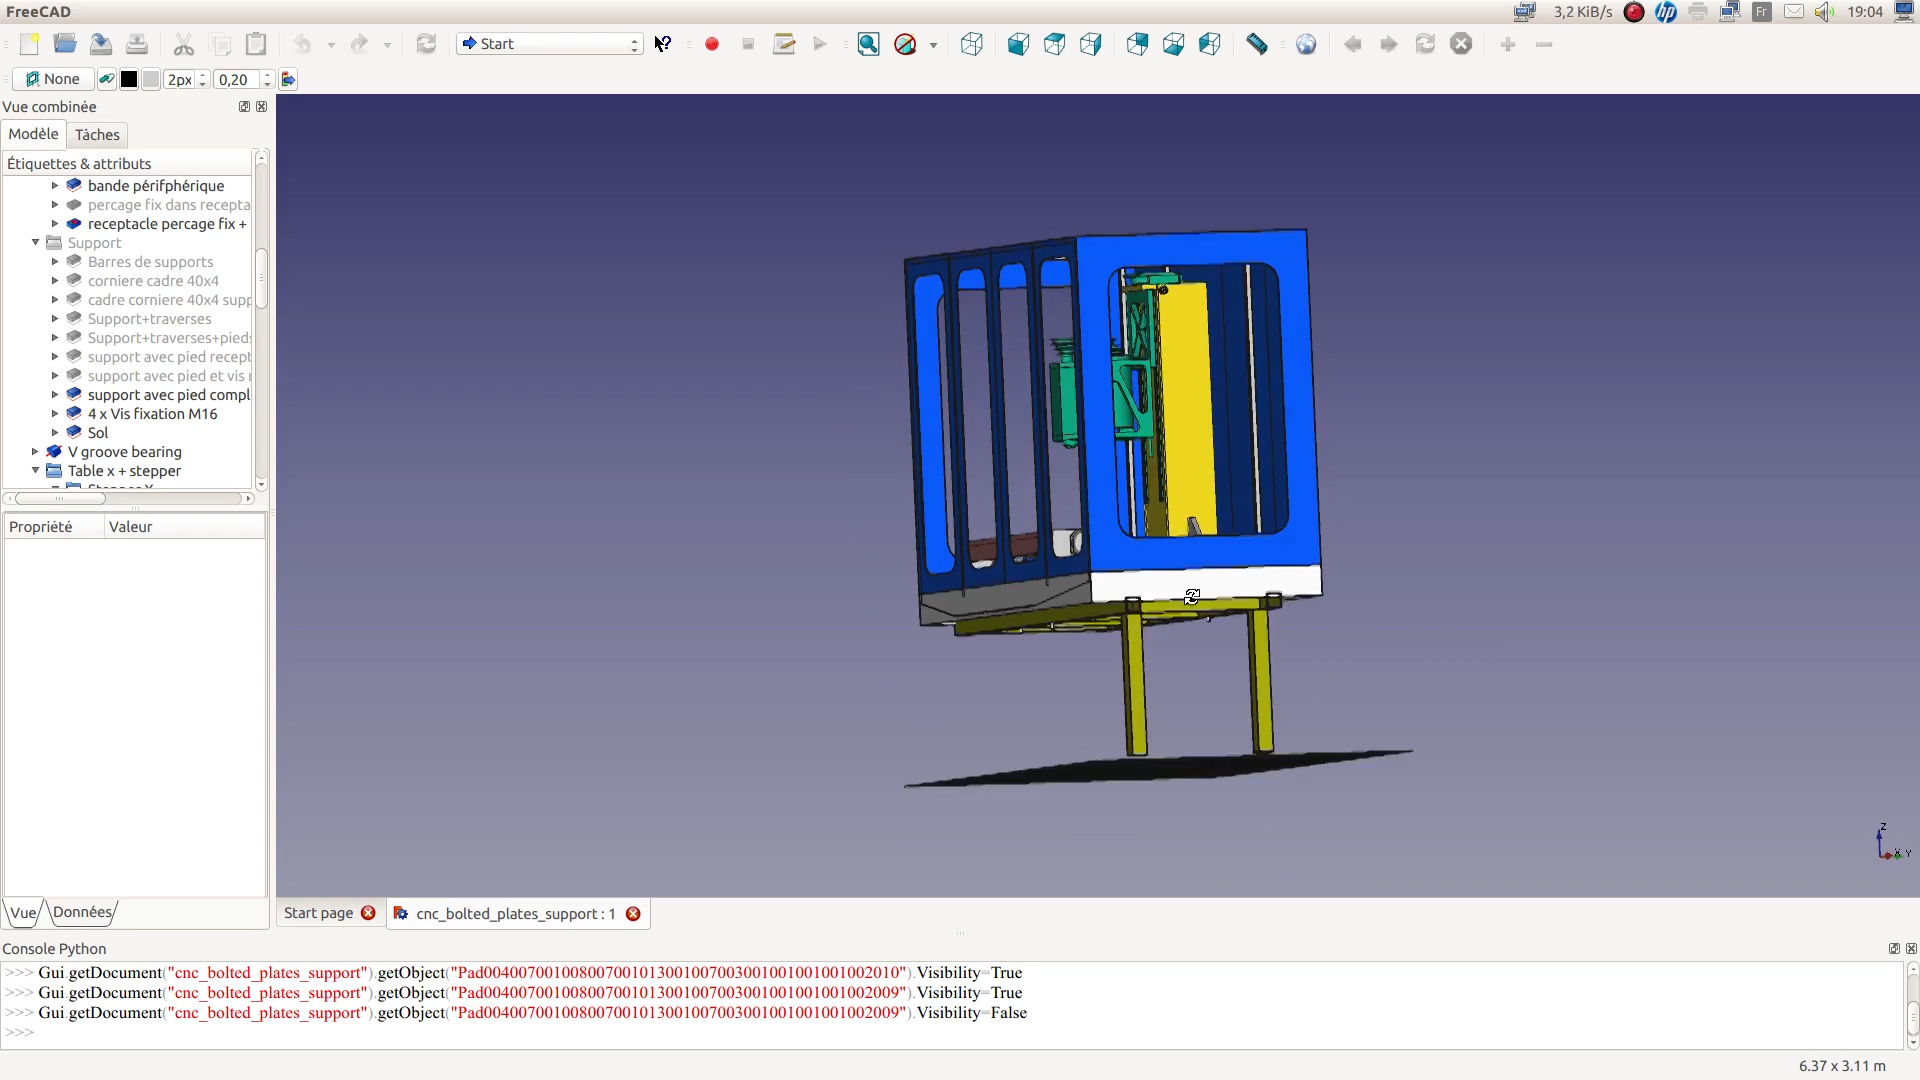 FreeCAD
3,2 KiB/s
Fr
19:04
Start
None
2px
0,20
Vue combinée
Modèle
Tâches
Étiquettes & attributs
bande périfphérique
percage fix dans recepta
receptacle percage fix +
Support
Barres de supports
corniere cadre 40x4
cadre corniere 40x4 supp
Support+traverses
Support+traverses+pieds
support avec pied recept
support avec pied et vis
support avec pied compl
4 x Vis fixation M16
Sol
V groove bearing
Table x + stepper
Propriété Valeur
Z
X Y
Vue
Données
Start page
cnc_bolted_plates_support : 1
Console Python
>>> Gui.getDocument("cnc_bolted_plates_support").getObject("Pad004007001008007001013001007003001001001001002010").Visibility=True
>>> Gui.getDocument("cnc_bolted_plates_support").getObject("Pad004007001008007001013001007003001001001001002009").Visibility=True
>>> Gui.getDocument("cnc_bolted_plates_support").getObject("Pad004007001008007001013001007003001001001001002009").Visibility=False
>>>
6.37 x 3.11 m